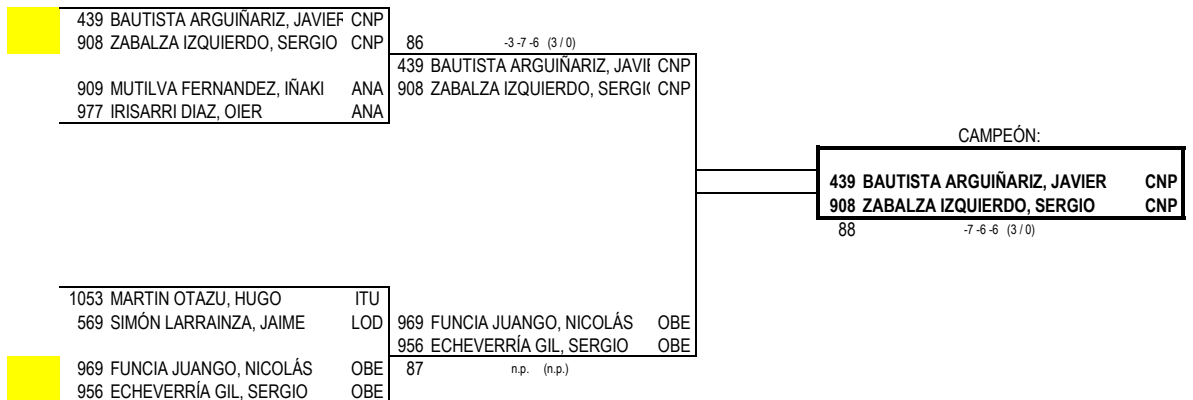 439 BAUTISTA ARGUIÑARIZ, JAVIER CNP
908 ZABALZA IZQUIERDO, SERGIO CNP
86 -3 -7 -6 (3 / 0)
439 BAUTISTA ARGUIÑARIZ, JAVIE CNP
909 MUTILVA FERNANDEZ, IÑAKI ANA
908 ZABALZA IZQUIERDO, SERGI CNP
977 IRISARRI DIAZ, OIER ANA
CAMPEÓN:
439 BAUTISTA ARGUIÑARIZ, JAVIER CNP
908 ZABALZA IZQUIERDO, SERGIO CNP
88 -7 -6 -6 (3 / 0)
1053 MARTIN OTAZU, HUGO ITU
569 SIMÓN LARRAINZA, JAIME LOD
969 FUNCIA JUANGO, NICOLÁS OBE
956 ECHEVERRÍA GIL, SERGIO OBE
969 FUNCIA JUANGO, NICOLÁS OBE
87 n.p. (n.p.)
956 ECHEVERRÍA GIL, SERGIO OBE